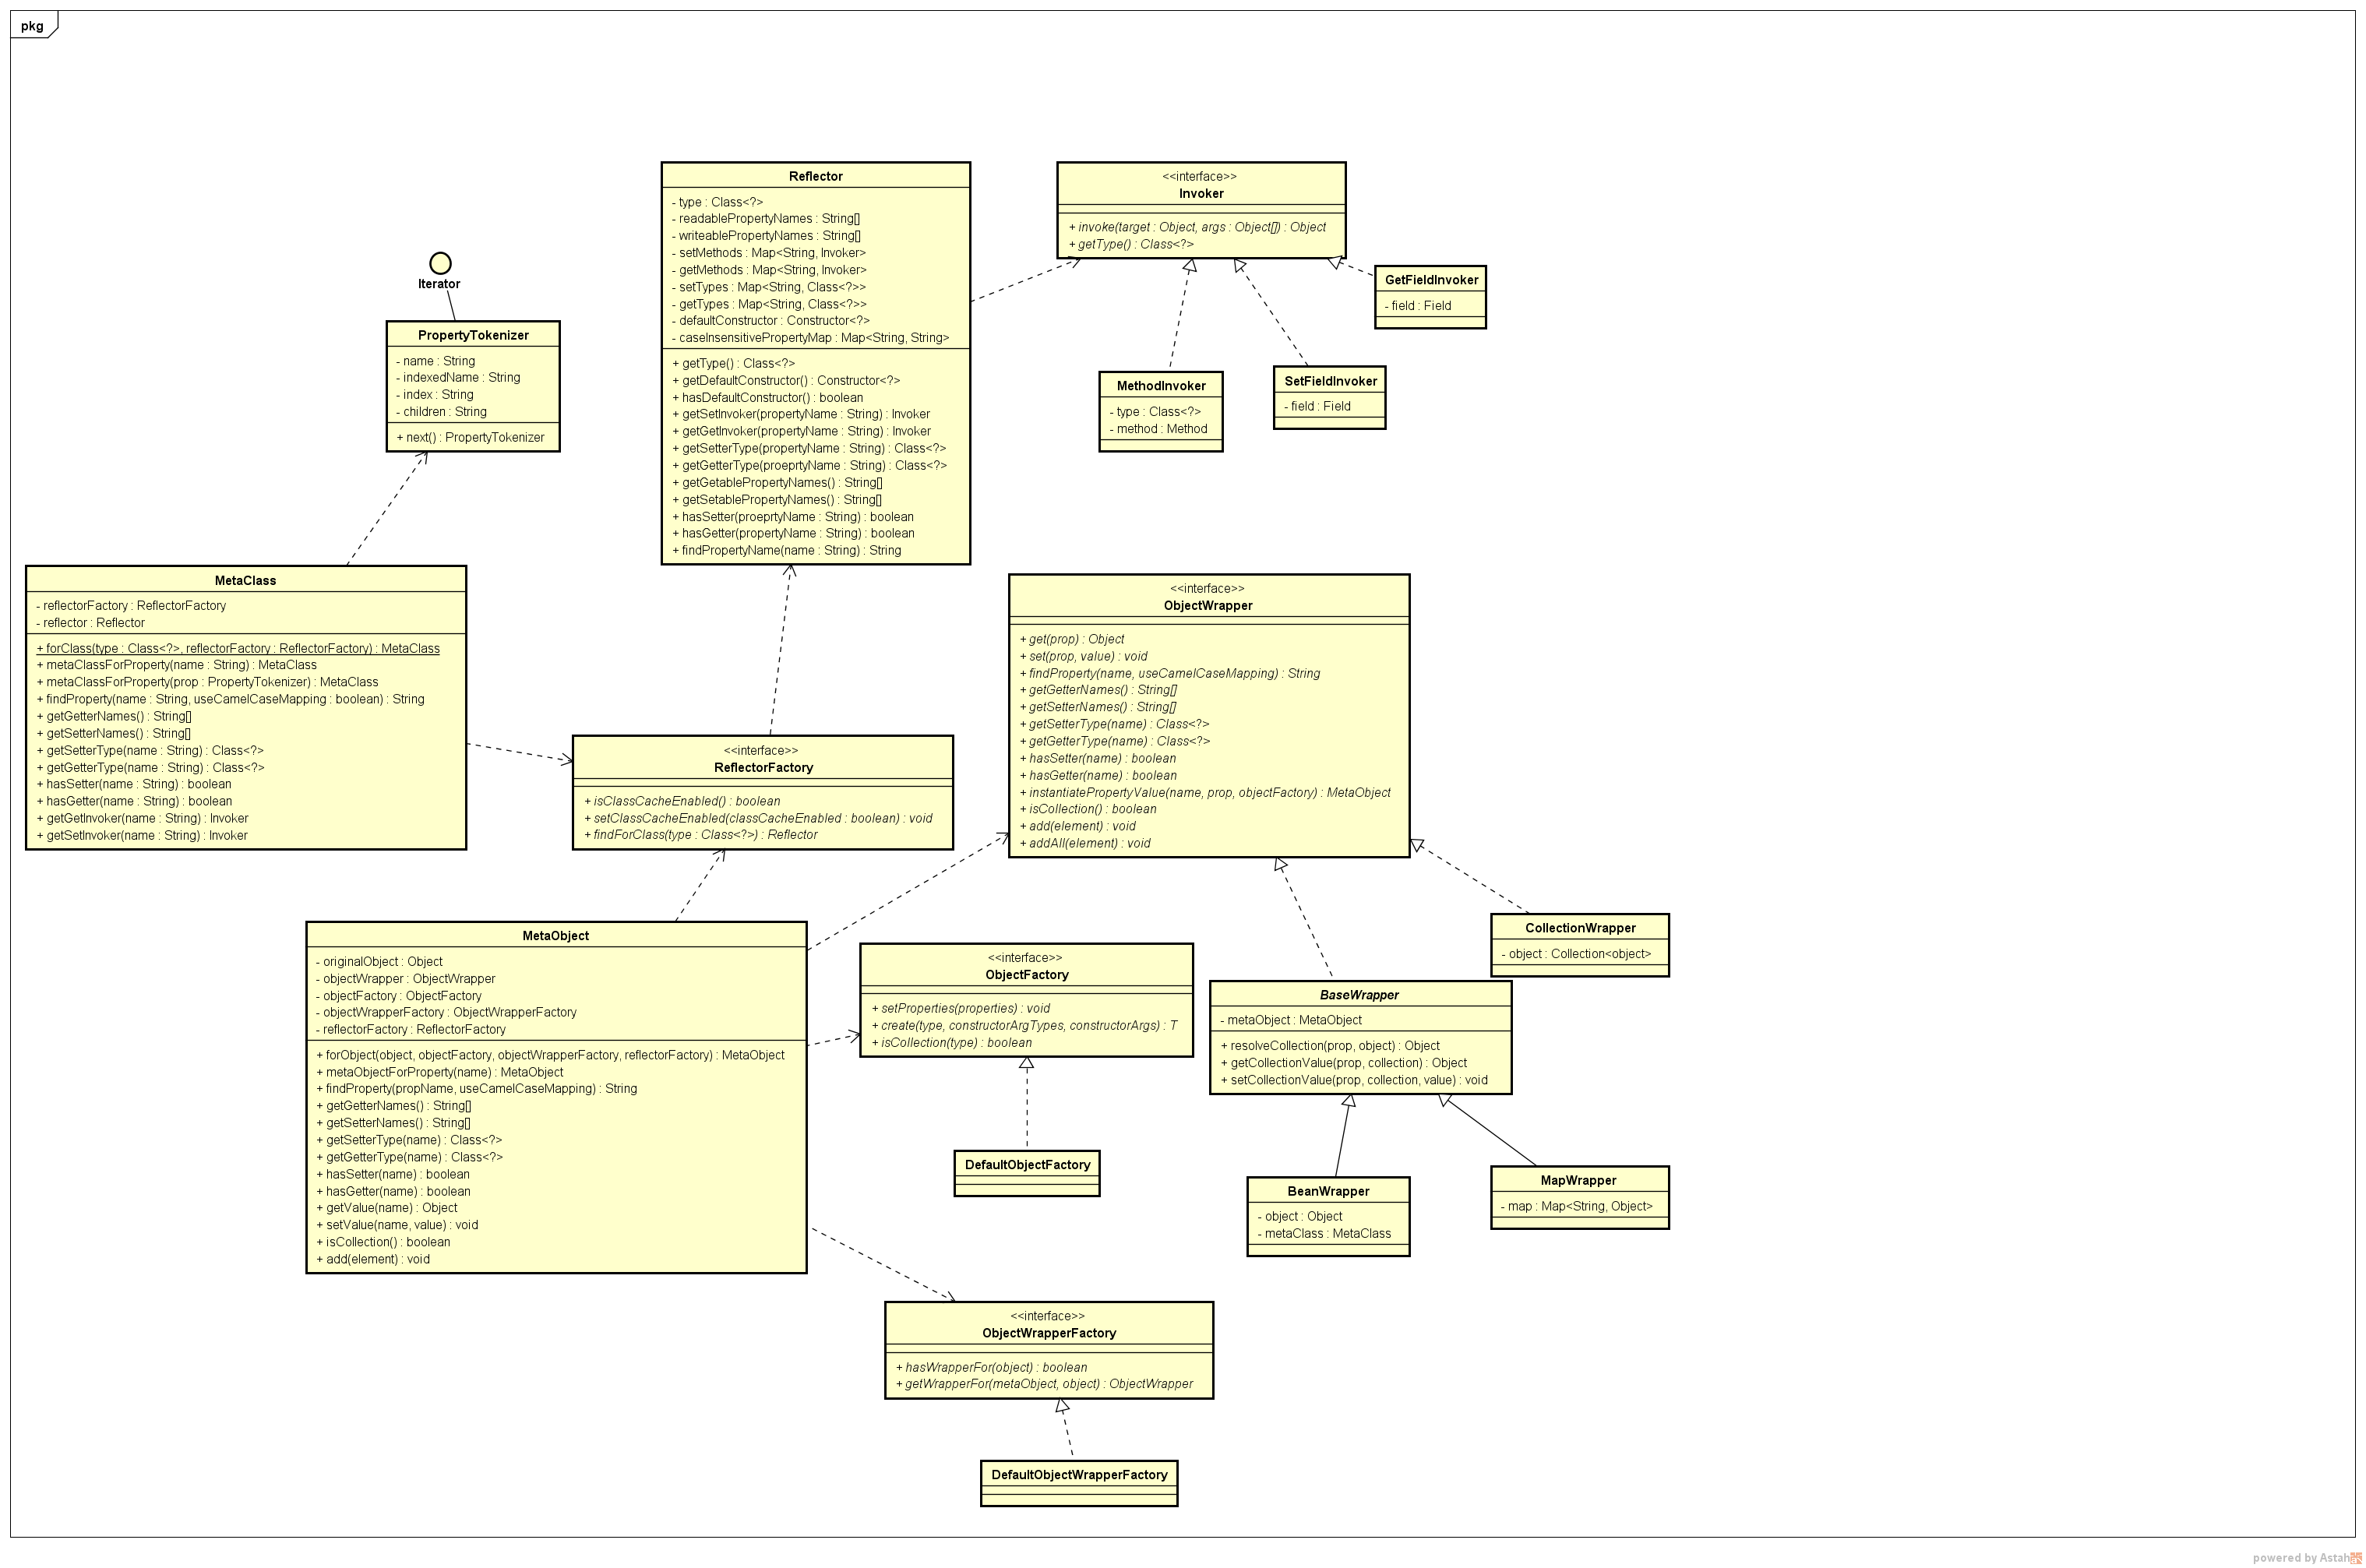 pkg
Reflector
- type : Class<?>
- readablePropertyNames : String[]
- writeablePropertyNames : String[]
- setMethods : Map<String, Invoker>
- getMethods : Map<String, Invoker>
- setTypes : Map<String, Class<?>>
- getTypes : Map<String, Class<?>>
- defaultConstructor : Constructor<?>
- caseInsensitivePropertyMap : Map<String, String>
+ getType() : Class<?>
+ getDefaultConstructor() : Constructor<?>
+ hasDefaultConstructor() : boolean
+ getSetInvoker(propertyName : String) : Invoker
+ getGetInvoker(propertyName : String) : Invoker
+ getSetterType(propertyName : String) : Class<?>
+ getGetterType(proeprtyName : String) : Class<?>
+ getGetablePropertyNames() : String[]
+ getSetablePropertyNames() : String[]
+ hasSetter(proeprtyName : String) : boolean
+ hasGetter(propertyName : String) : boolean
+ findPropertyName(name : String) : String
<<interface>>
Invoker
+ invoke(target : Object, args : Object[]) : Object
+ getType() : Class<?>
GetFieldInvoker
- field : Field
MethodInvoker
- type : Class<?>
- method : Method
SetFieldInvoker
- field : Field
Iterator
PropertyTokenizer
- name : String
- indexedName : String
- index : String
- children : String
+ next() : PropertyTokenizer
MetaClass
- reflectorFactory : ReflectorFactory
- reflector : Reflector
+ forClass(type : Class<?>, reflectorFactory : ReflectorFactory) : MetaClass
+ metaClassForProperty(name : String) : MetaClass
+ metaClassForProperty(prop : PropertyTokenizer) : MetaClass
+ findProperty(name : String, useCamelCaseMapping : boolean) : String
+ getGetterNames() : String[]
+ getSetterNames() : String[]
+ getSetterType(name : String) : Class<?>
+ getGetterType(name : String) : Class<?>
+ hasSetter(name : String) : boolean
+ hasGetter(name : String) : boolean
+ getGetInvoker(name : String) : Invoker
+ getSetInvoker(name : String) : Invoker
<<interface>>
ReflectorFactory
+ isClassCacheEnabled() : boolean
+ setClassCacheEnabled(classCacheEnabled : boolean) : void
+ findForClass(type : Class<?>) : Reflector
<<interface>>
ObjectWrapper
+ get(prop) : Object
+ set(prop, value) : void
+ findProperty(name, useCamelCaseMapping) : String
+ getGetterNames() : String[]
+ getSetterNames() : String[]
+ getSetterType(name) : Class<?>
+ getGetterType(name) : Class<?>
+ hasSetter(name) : boolean
+ hasGetter(name) : boolean
+ instantiatePropertyValue(name, prop, objectFactory) : MetaObject
+ isCollection() : boolean
+ add(element) : void
+ addAll(element) : void
CollectionWrapper
- object : Collection<object>
MetaObject
- originalObject : Object
- objectWrapper : ObjectWrapper
- objectFactory : ObjectFactory
- objectWrapperFactory : ObjectWrapperFactory
- reflectorFactory : ReflectorFactory
+ forObject(object, objectFactory, objectWrapperFactory, reflectorFactory) : MetaObject
+ metaObjectForProperty(name) : MetaObject
+ findProperty(propName, useCamelCaseMapping) : String
+ getGetterNames() : String[]
+ getSetterNames() : String[]
+ getSetterType(name) : Class<?>
+ getGetterType(name) : Class<?>
+ hasSetter(name) : boolean
+ hasGetter(name) : boolean
+ getValue(name) : Object
+ setValue(name, value) : void
+ isCollection() : boolean
+ add(element) : void
<<interface>>
ObjectFactory
+ setProperties(properties) : void
+ create(type, constructorArgTypes, constructorArgs) : T
+ isCollection(type) : boolean
BaseWrapper
- metaObject : MetaObject
+ resolveCollection(prop, object) : Object
+ getCollectionValue(prop, collection) : Object
+ setCollectionValue(prop, collection, value) : void
DefaultObjectFactory
BeanWrapper
- object : Object
- metaClass : MetaClass
MapWrapper
- map : Map<String, Object>
<<interface>>
ObjectWrapperFactory
+ hasWrapperFor(object) : boolean
+ getWrapperFor(metaObject, object) : ObjectWrapper
DefaultObjectWrapperFactory
powered by Astah